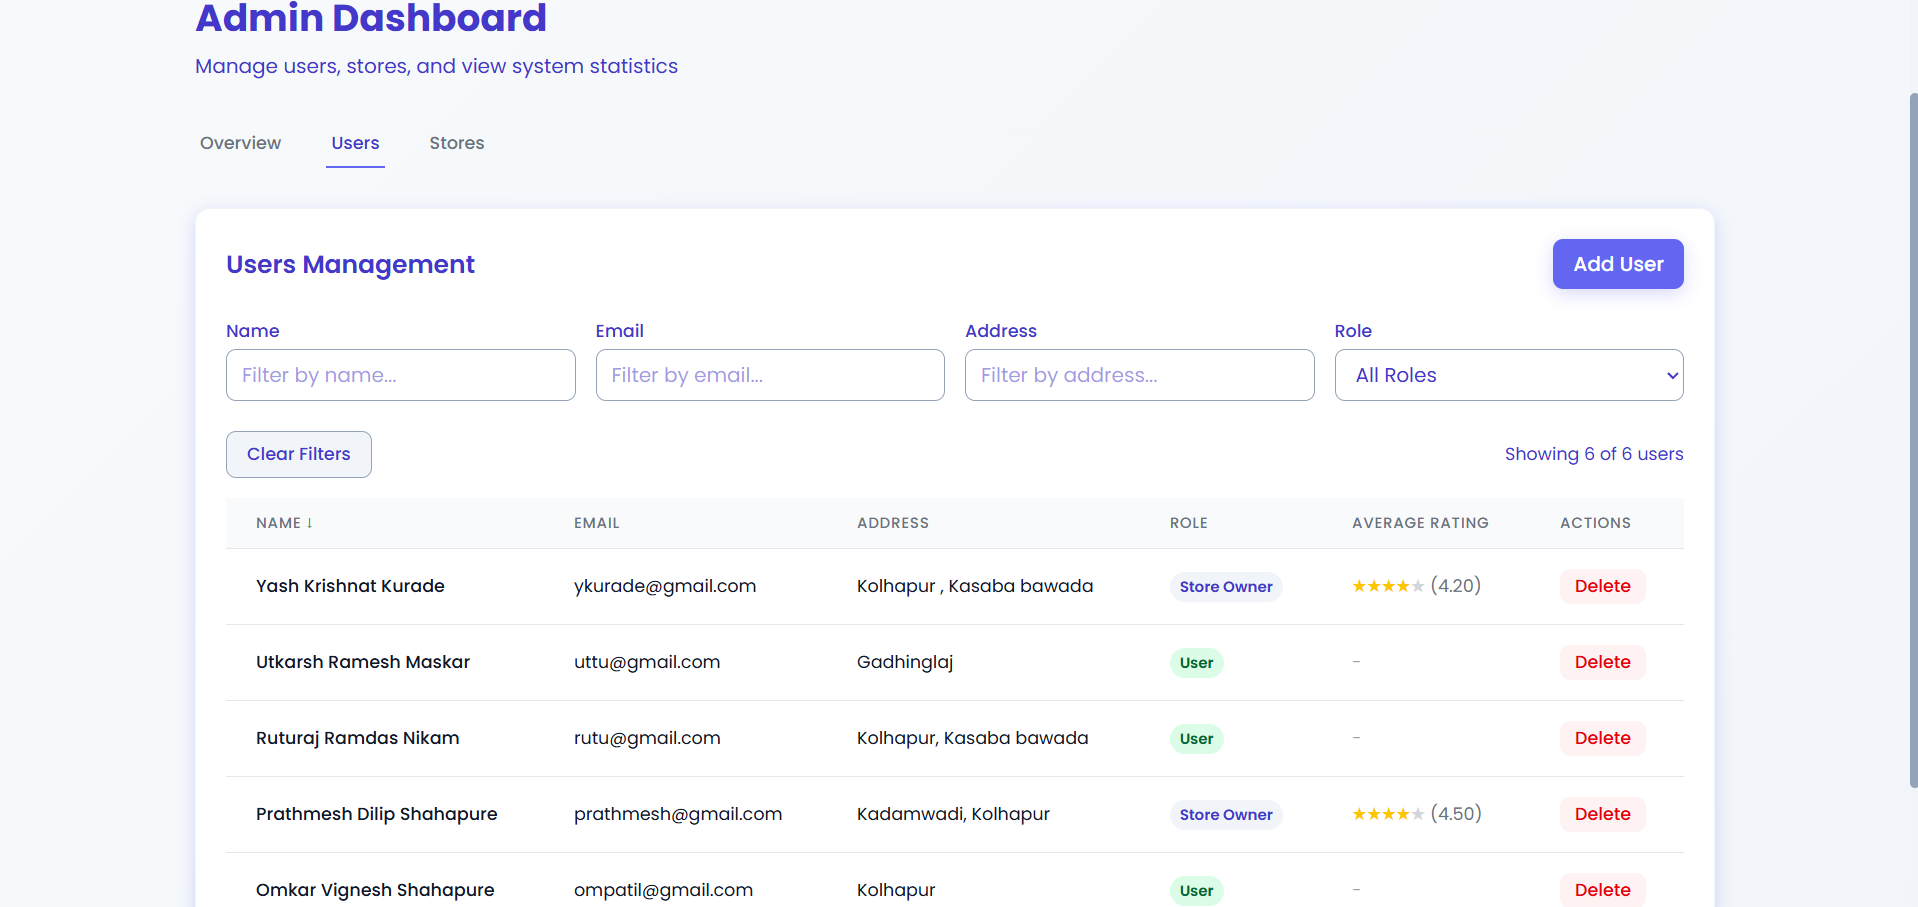 Admin Dashboard
Manage users, stores, and view system statistics
Overview Users Stores
Users Management Add User
Name Email Address Role
Filter by name... Filter by email... Filter by address... All Roles
Clear Filters Showing 6 of 6 users
NAME ↓ EMAIL ADDRESS ROLE AVERAGE RATING ACTIONS
Yash Krishnat Kurade ykurade@gmail.com Kolhapur , Kasaba bawada Store Owner ★★★★★ (4.20) Delete
Utkarsh Ramesh Maskar uttu@gmail.com Gadhinglaj User - Delete
Ruturaj Ramdas Nikam rutu@gmail.com Kolhapur, Kasaba bawada User - Delete
Prathmesh Dilip Shahapure prathmesh@gmail.com Kadamwadi, Kolhapur Store Owner ★★★★★ (4.50) Delete
Omkar Vignesh Shahapure ompatil@gmail.com Kolhapur User - Delete